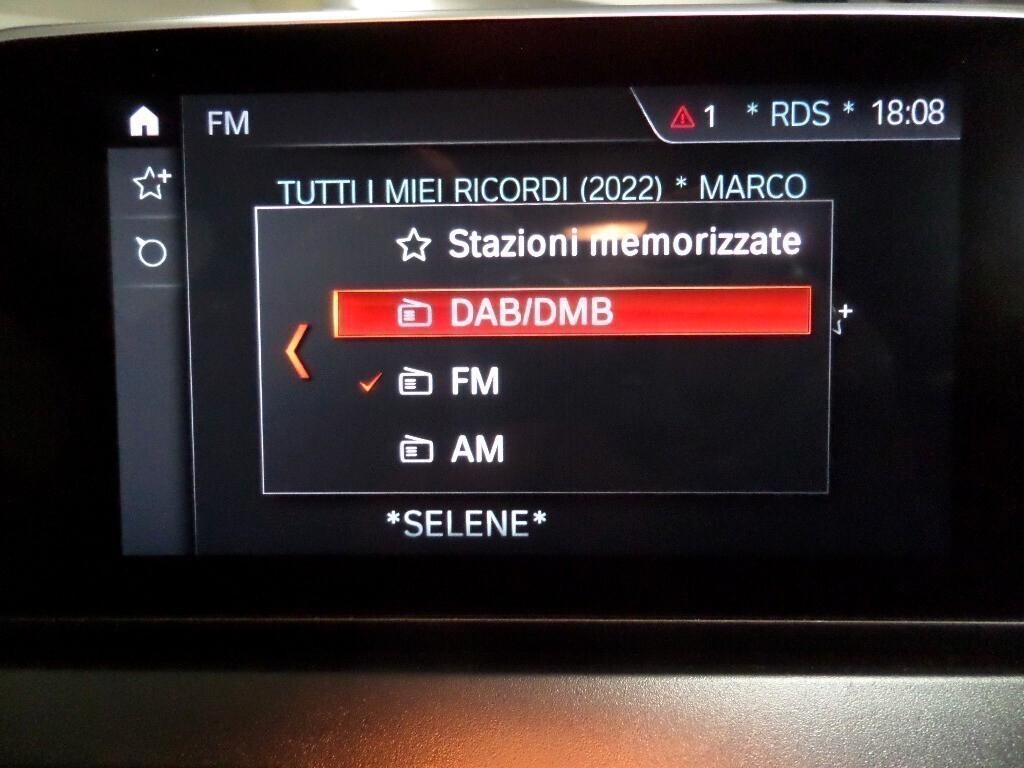 FM
1 * RDS * 18:08
TUTTI I MIEI RICORDI (2022) * MARCO
Stazioni memorizzate
DAB/DMB
FM
AM
*SELENE*